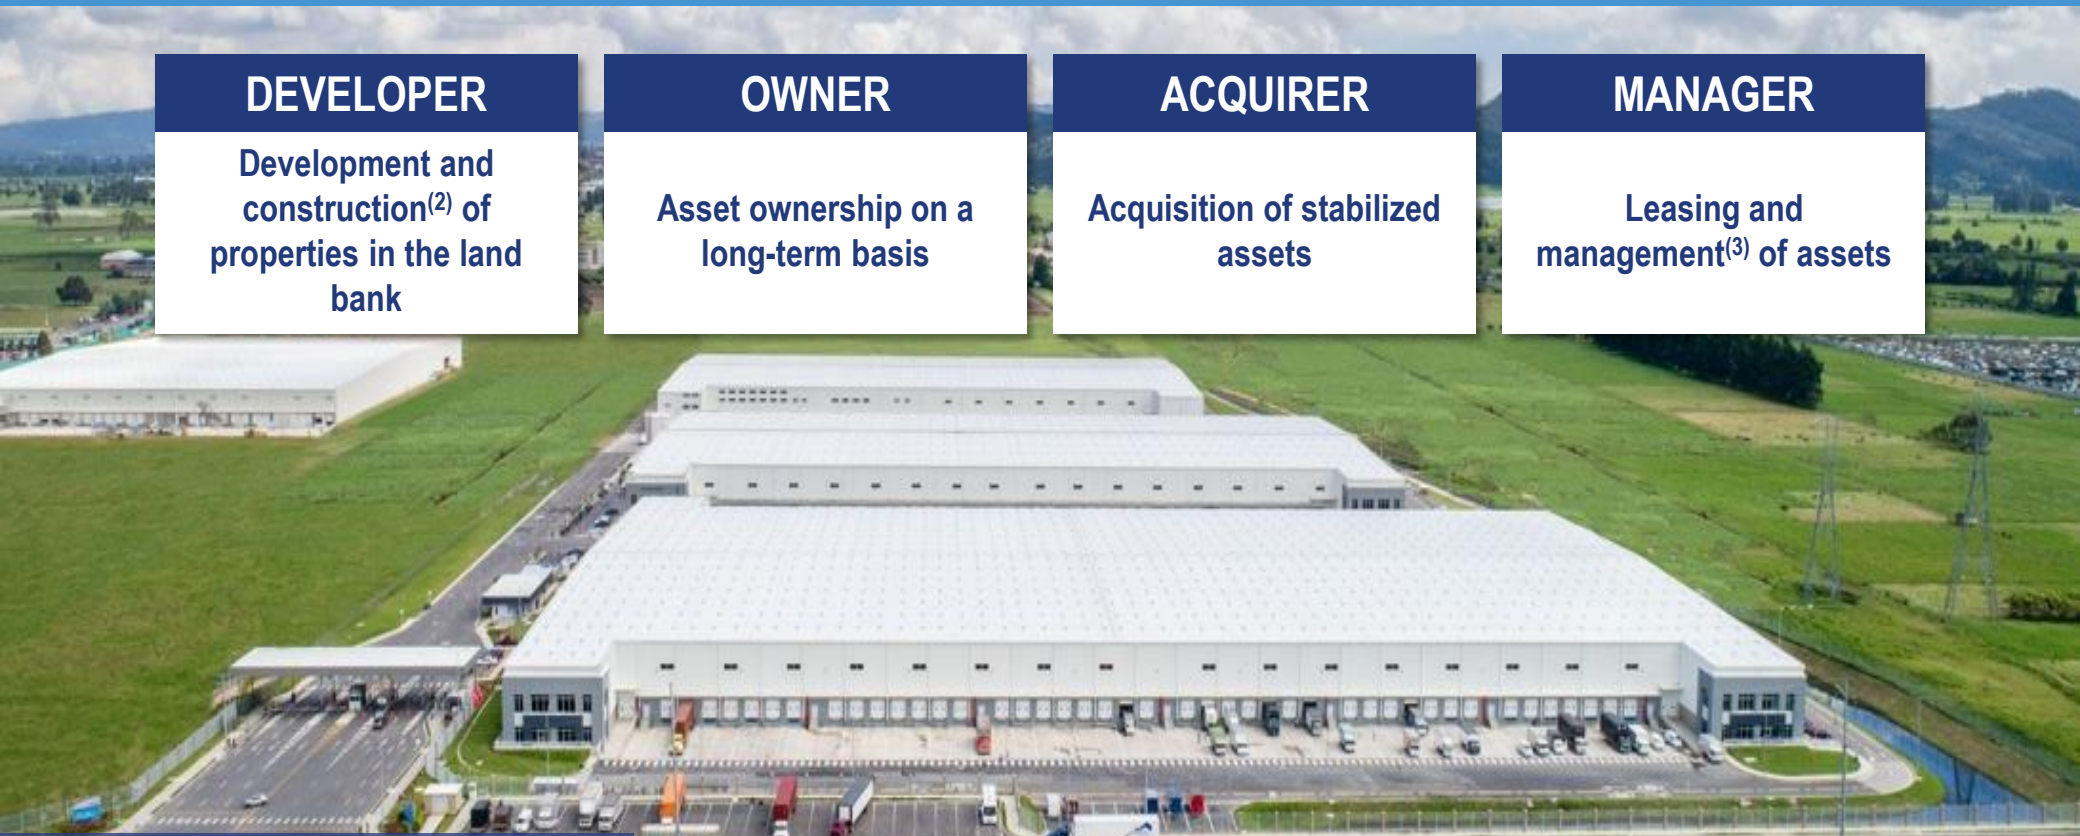 DEVELOPER
Development and
construction(2) of
properties in the land
bank
OWNER
Asset ownership on a
long-term basis
ACQUIRER
Acquisition of stabilized
assets
MANAGER
Leasing and
management(3) of assets